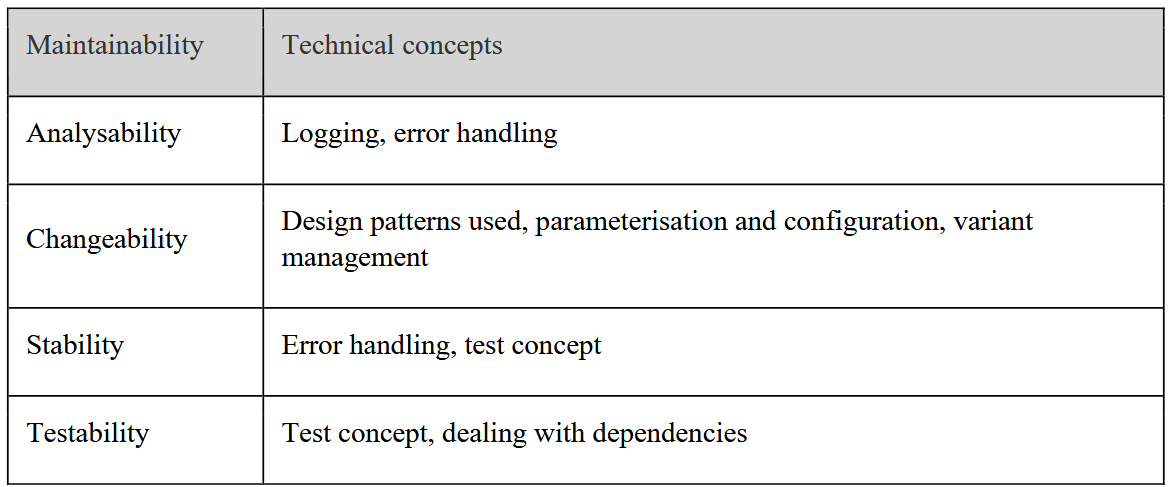 Maintainability Technical concepts
Analysability Logging, error handling
Changeability Design patterns used, parameterisation and configuration, variant
management
Stability Error handling, test concept
Testability Test concept, dealing with dependencies